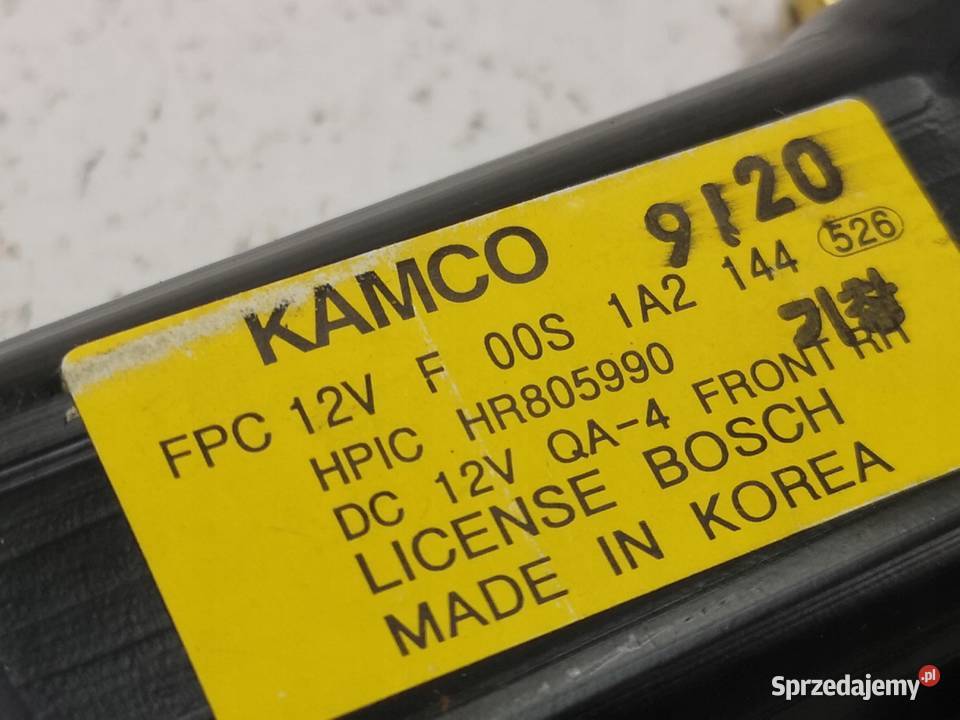 9120
KAMCO
FPC 12V F 00S 1A2 144 526
HPIC HR805990 기찬
DC 12V QA-4 FRONT RH
LICENSE BOSCH
MADE IN KOREA
Sprzedajemy.pl